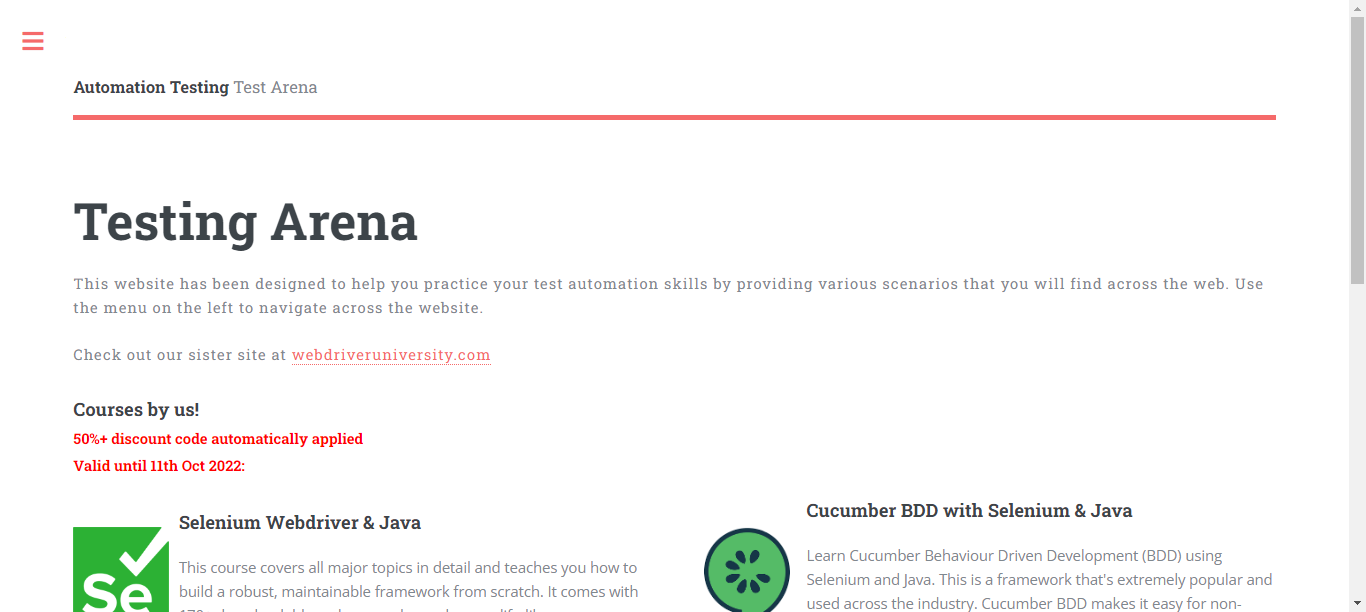 Automation Testing Test Arena
Testing Arena
This website has been designed to help you practice your test automation skills by providing various scenarios that you will find across the web. Use
the menu on the left to navigate across the website.
Check out our sister site at webdriveruniversity.com
Courses by us!
50%+ discount code automatically applied
Valid until 11th Oct 2022:
Selenium Webdriver & Java
Se
This course covers all major topics in detail and teaches you how to
build a robust, maintainable framework from scratch. It comes with
Cucumber BDD with Selenium & Java
Learn Cucumber Behaviour Driven Development (BDD) using
Selenium and Java. This is a framework that's extremely popular and
used across the industry. Cucumber BDD makes it easy for non-